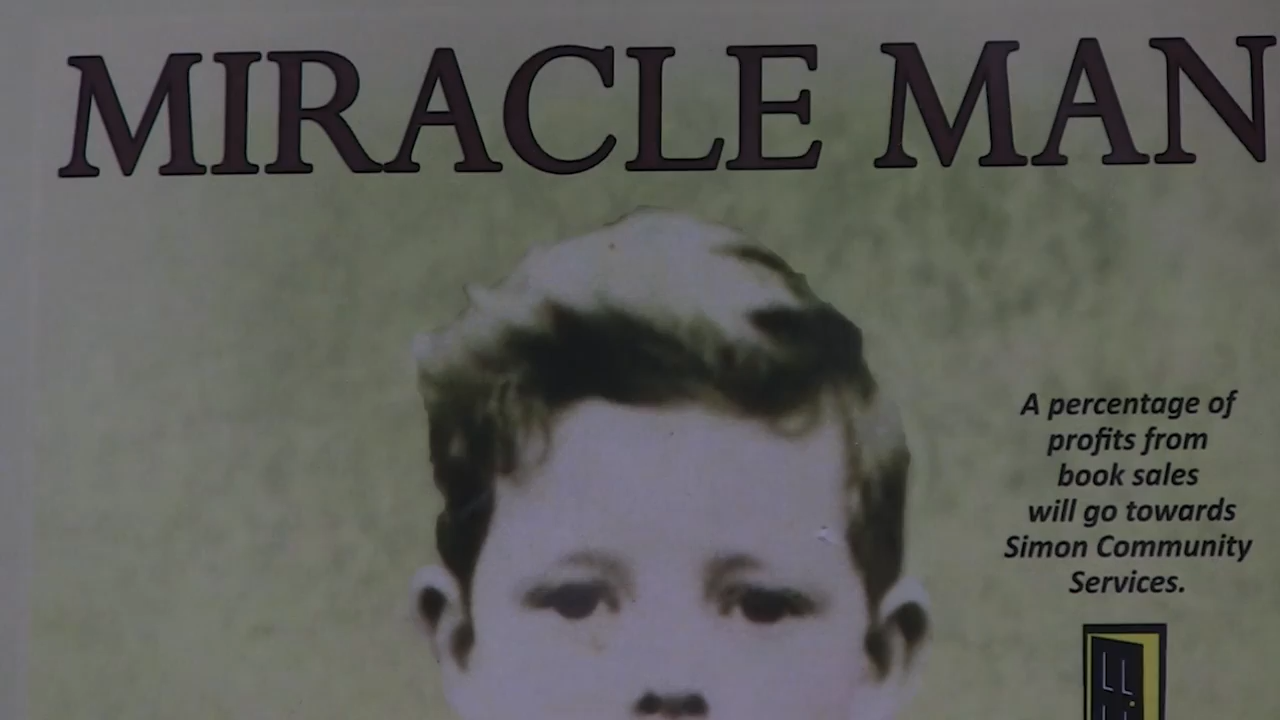 MIRACLE MAN
A percentage of
profits from
book sales
will go towards
Simon Community
Services.